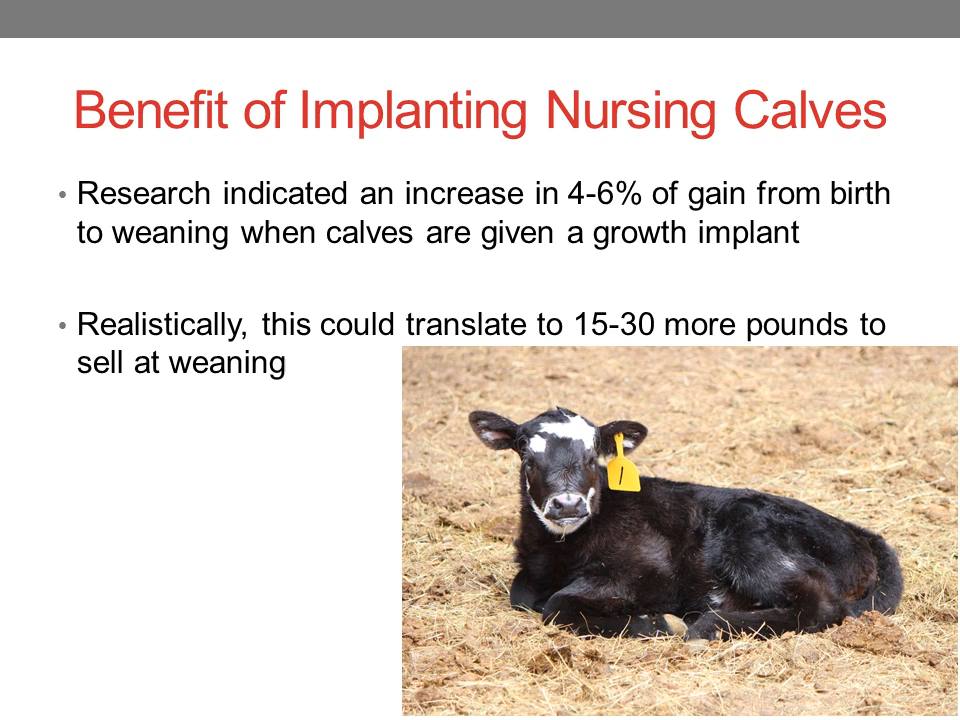 Benefit of Implanting Nursing Calves
• Research indicated an increase in 4-6% of gain from birth
to weaning when calves are given a growth implant
• Realistically, this could translate to 15-30 more pounds to
sell at weaning
1